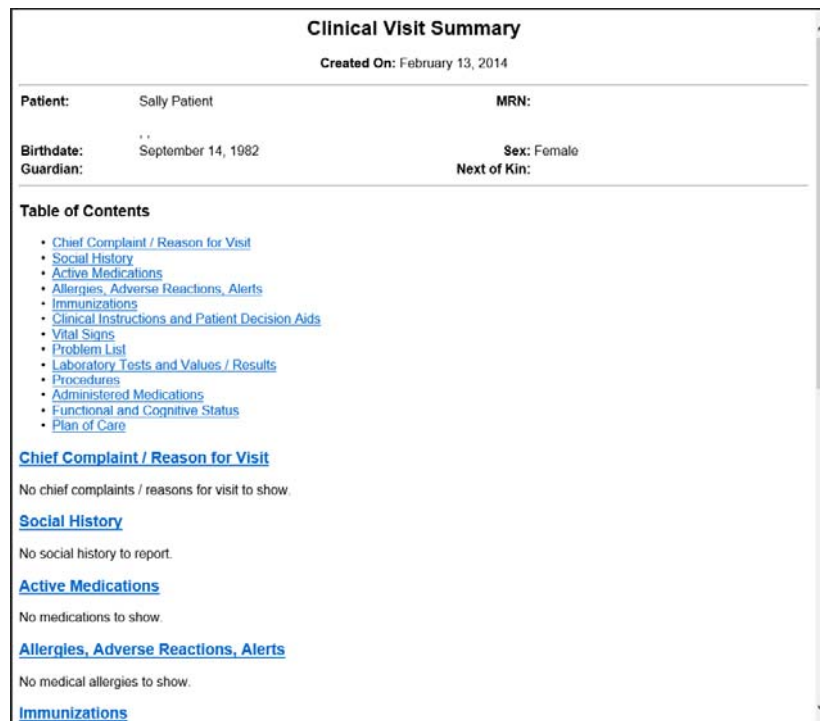 Clinical Visit Summary
Created On: February 13, 2014
Patient: Sally Patient MRN:
, ,
Birthdate: September 14, 1982 Sex: Female
Guardian: Next of Kin:
Table of Contents
• Chief Complaint / Reason for Visit
• Social History
• Active Medications
• Allergies, Adverse Reactions, Alerts
• Immunizations
• Clinical Instructions and Patient Decision Aids
• Vital Signs
• Problem List
• Laboratory Tests and Values / Results
• Procedures
• Administered Medications
• Functional and Cognitive Status
• Plan of Care
Chief Complaint / Reason for Visit
No chief complaints / reasons for visit to show.
Social History
No social history to report.
Active Medications
No medications to show.
Allergies, Adverse Reactions, Alerts
No medical allergies to show.
Immunizations